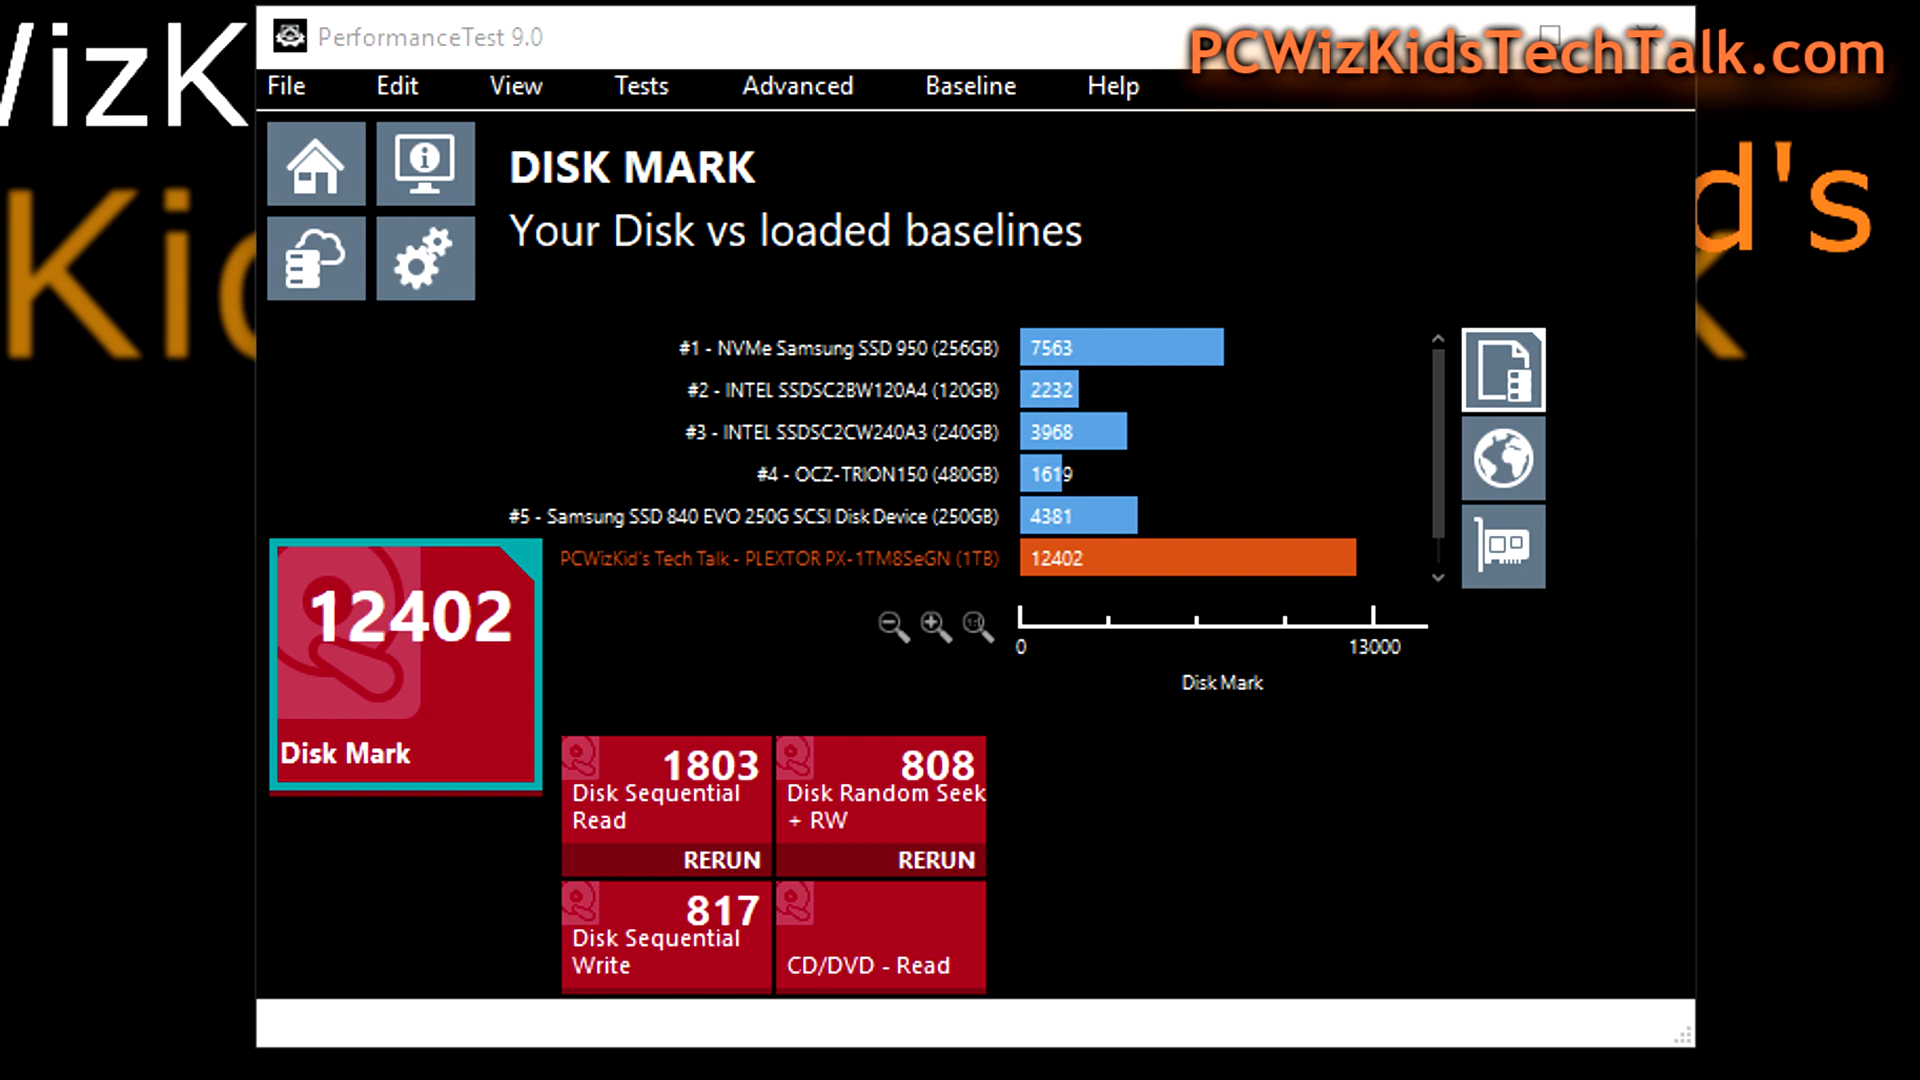 PerformanceTest 9.0
PCWizKidsTechTalk.com
File Edit View Tests Advanced Baseline Help
WizK
d's
Kid
k
DISK MARK
Your Disk vs loaded baselines
#1 - NVMe Samsung SSD 950 (256GB) 7563
#2 - INTEL SSDSC2BW120A4 (120GB) 2232
#3 - INTEL SSDSC2CW240A3 (240GB) 3968
#4 - OCZ-TRION150 (480GB) 1619
#5 - Samsung SSD 840 EVO 250G SCSI Disk Device (250GB) 4381
PCWizKid's Tech Talk - PLEXTOR PX-1TM8SeGN (1TB) 12402
0 13000
Disk Mark
12402
Disk Mark
1803
Disk Sequential
Read
RERUN
808
Disk Random Seek
+ RW
RERUN
817
Disk Sequential
Write
CD/DVD - Read